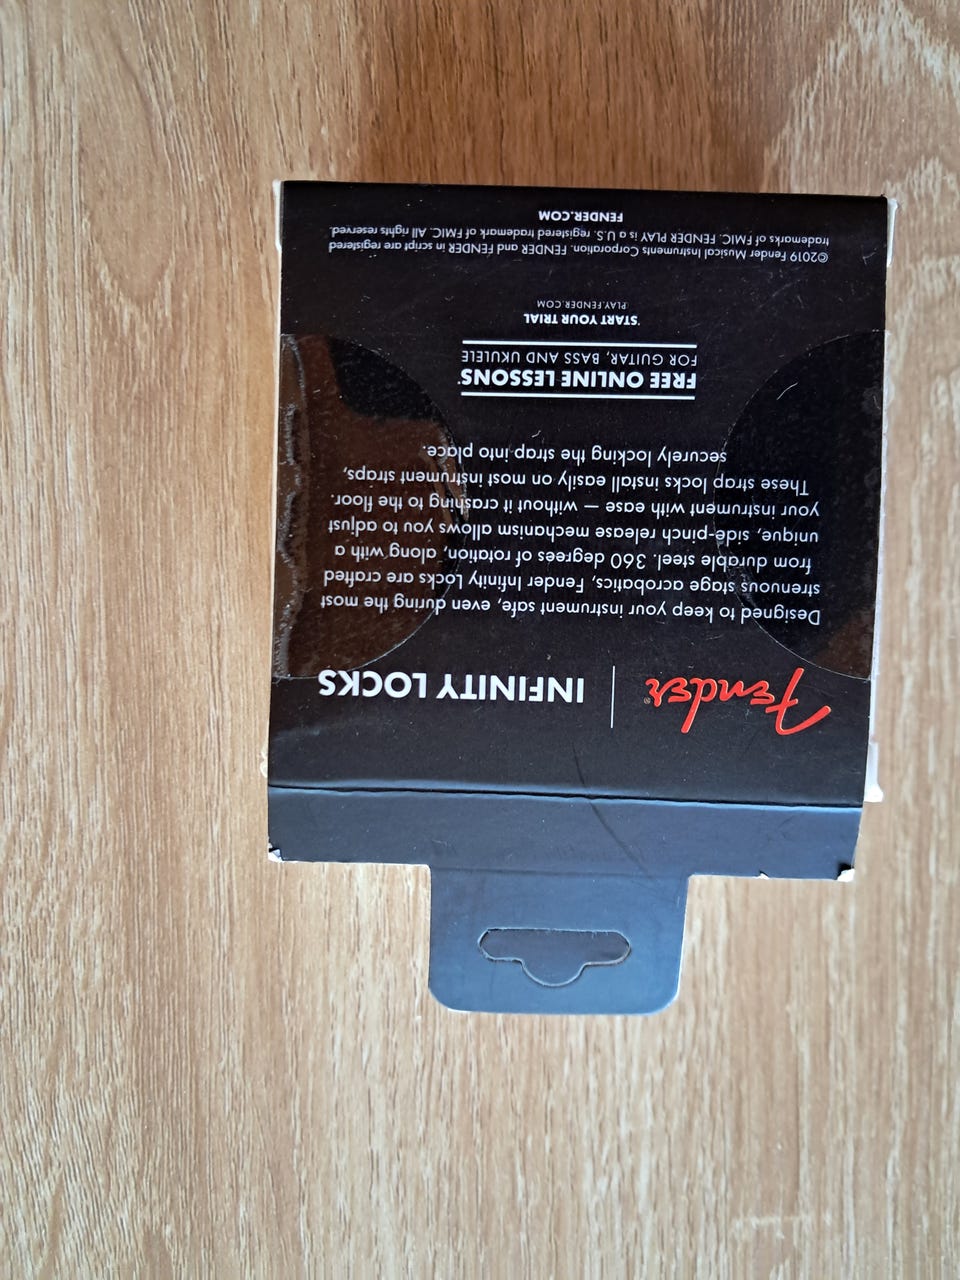 Fender® | INFINITY LOCKS
Designed to keep your instrument safe, even during the most
strenuous stage acrobatics, Fender Infinity Locks are crafted
from durable steel. 360 degrees of rotation, along with a
unique, side-pinch release mechanism allows you to adjust
your instrument with ease — without it crashing to the floor.
These strap locks install easily on most instrument straps,
securely locking the strap into place.
FREE ONLINE LESSONS*
FOR GUITAR, BASS AND UKULELE
*START YOUR TRIAL
PLAY.FENDER.COM
©2019 Fender Musical Instruments Corporation. FENDER and FENDER in script are registered
trademarks of FMIC. FENDER PLAY is a U.S. registered trademark of FMIC. All rights reserved.
FENDER.COM